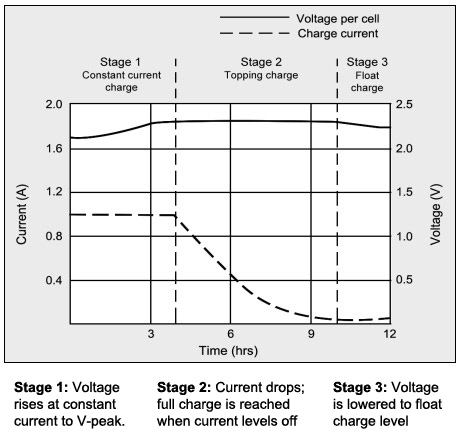 Voltage per cell
Charge current
Stage 1
Constant current
charge
Stage 2
Topping charge
Stage 3
Float
charge
2.0
1.6
1.2
0.8
0.4
Current (A)
2.5
2.0
1.5
1.0
0.5
Voltage (V)
3
6
9
12
Time (hrs)
Stage 1: Voltage
rises at constant
current to V-peak.
Stage 2: Current drops;
full charge is reached
when current levels off
Stage 3: Voltage
is lowered to float
charge level